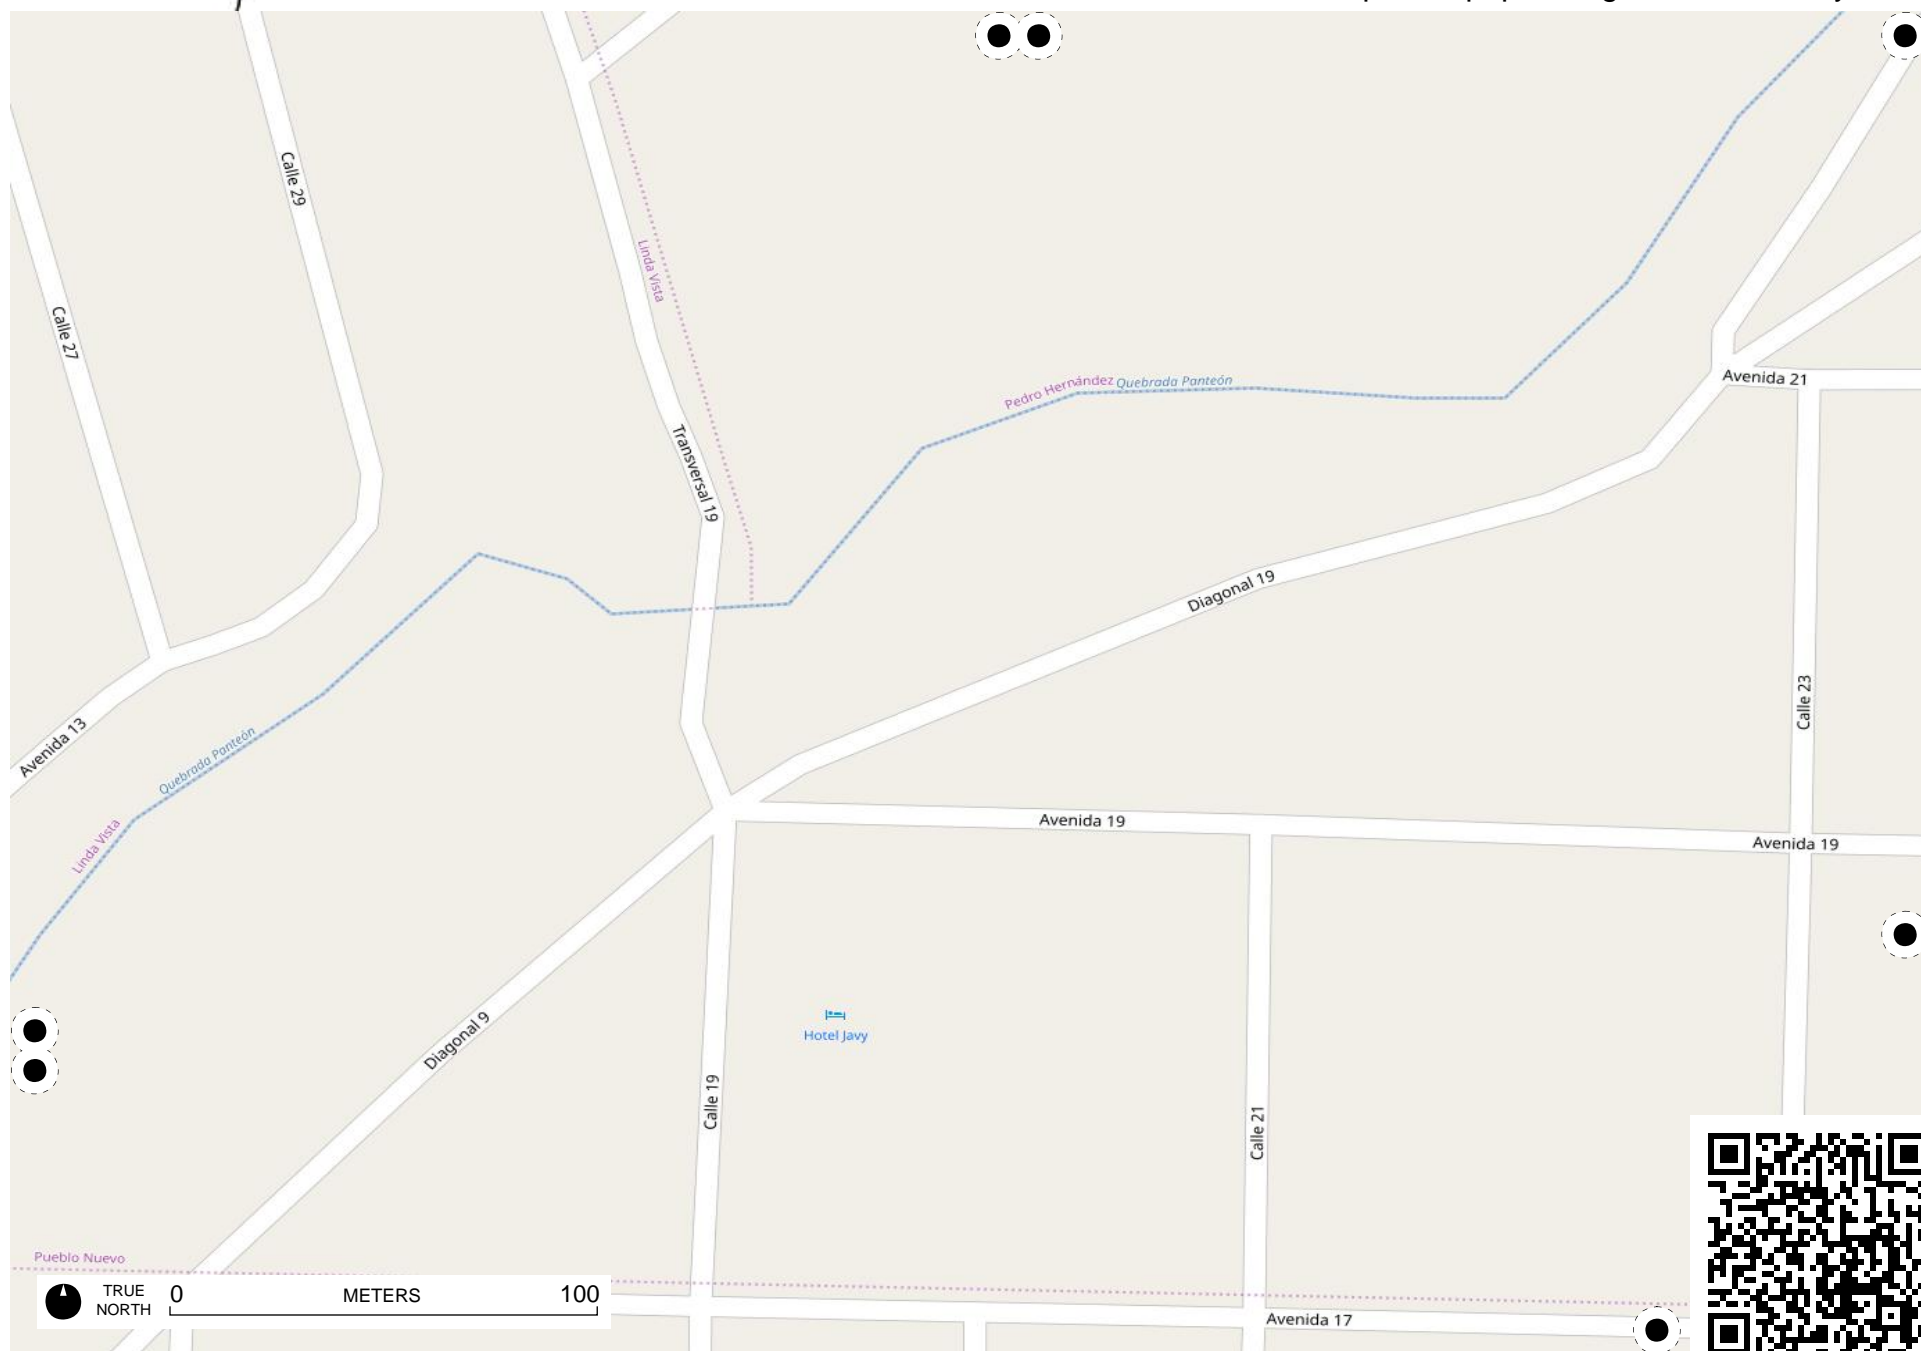 Calle 29
Linda Vista
Calle 27
Pedro Hernández
Quebrada Panteón
Avenida 21
Transversal 19
Diagonal 19
Calle 23
Avenida 13
Quebrada Panteón
Linda Vista
Avenida 19
Avenida 19
Diagonal 9
Hotel Javy
Calle 19
Calle 21
Pueblo Nuevo
TRUE
NORTH
0 METERS 100
Avenida 17